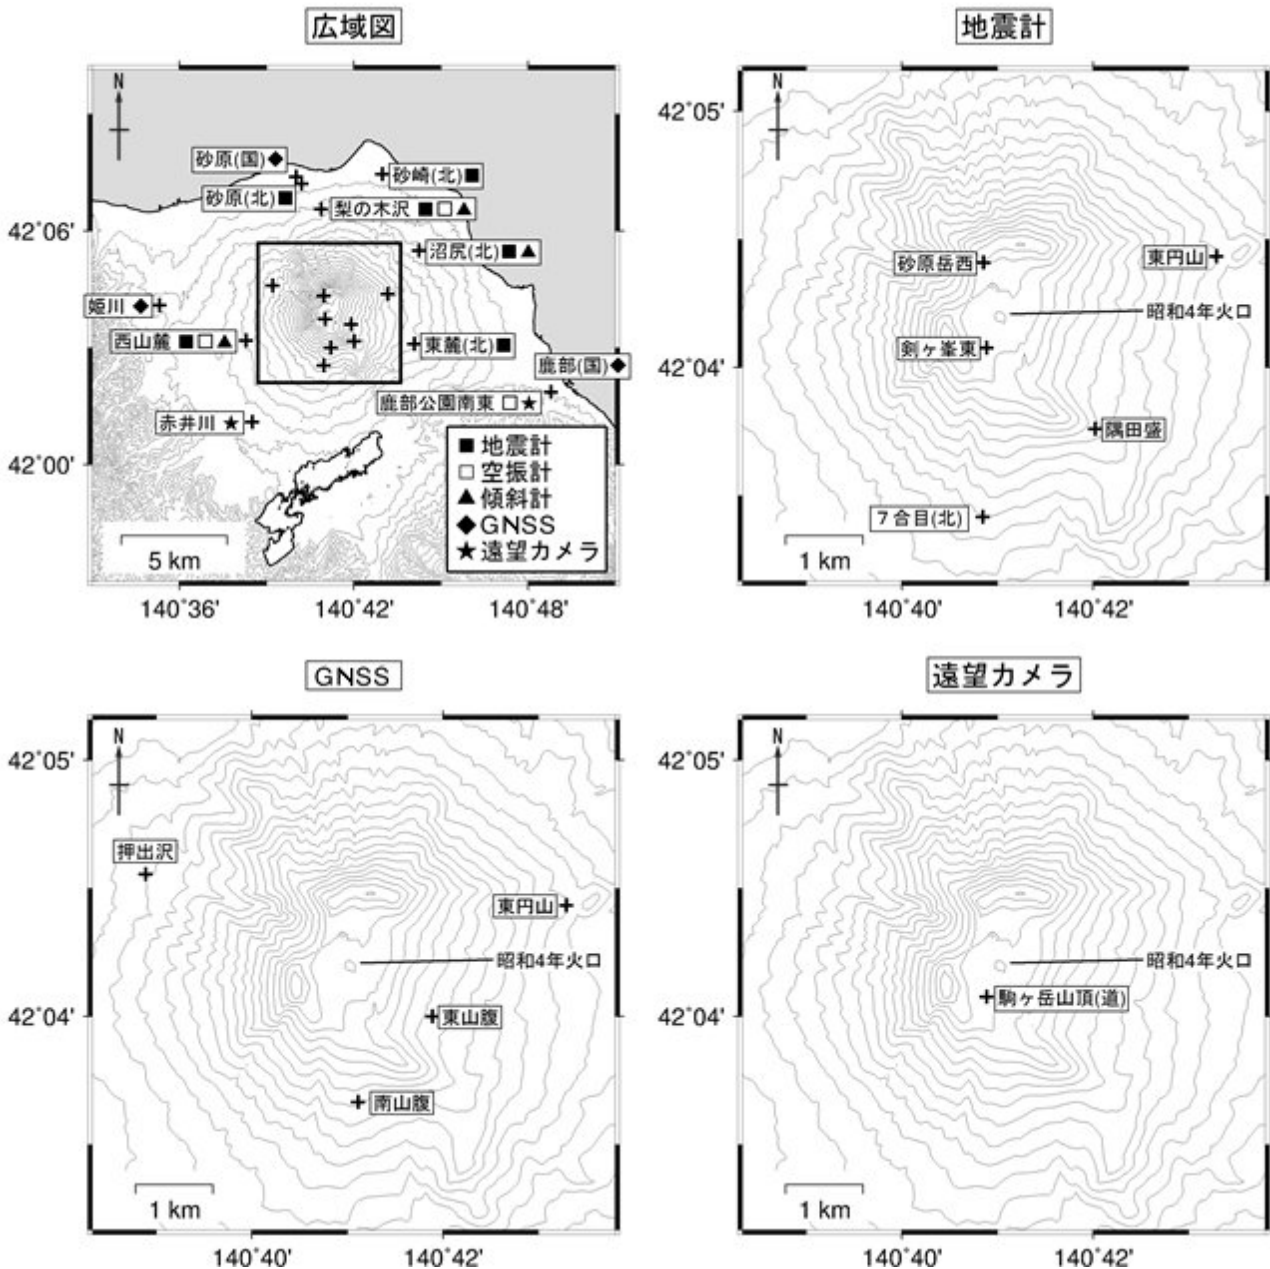 広域図
N
砂原(国)◆
砂原(北)■
砂崎(北)■
梨の木沢 ■□▲
沼尻(北)■▲
姫川 ◆
西山麓 ■□▲
東麓(北)■
鹿部(国)◆
鹿部公園南東 □★
赤井川 ★
■地震計
□空振計
▲傾斜計
◆GNSS
★遠望カメラ
5 km
42°06'
42°00'
140°36' 140°42' 140°48'
地震計
N
42°05'
砂原岳西
東円山
昭和4年火口
剣ヶ峯東
42°04'
隅田盛
7合目(北)
1 km
140°40' 140°42'
GNSS
N
42°05'
押出沢
東円山
昭和4年火口
42°04'
東山腹
南山腹
1 km
140°40' 140°42'
遠望カメラ
N
42°05'
昭和4年火口
駒ヶ岳山頂(道)
42°04'
1 km
140°40' 140°42'